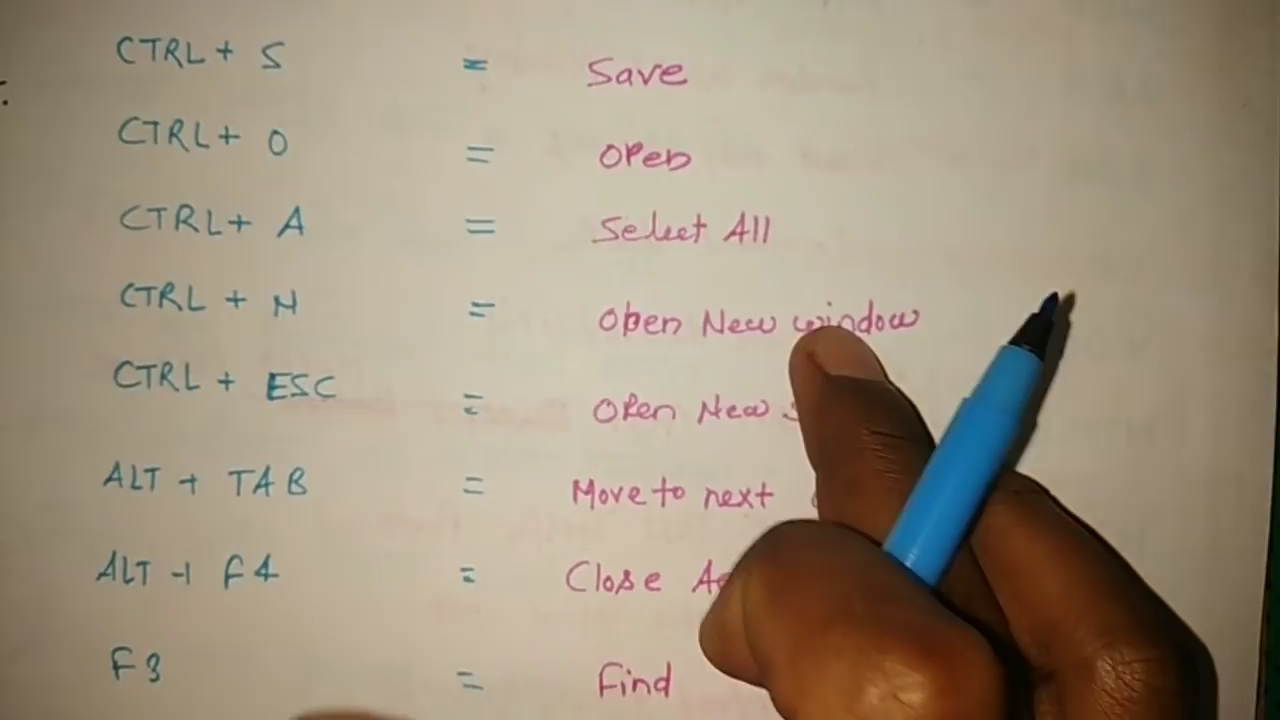 CTRL + S = Save
CTRL + O = Open
CTRL + A = Select All
CTRL + N = Open New window
CTRL + ESC = Open New
ALT + TAB = Move to next
ALT + F4 = Close
F3 = Find